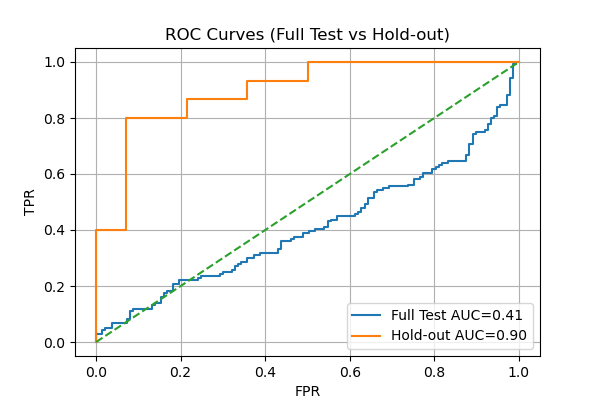 ROC Curves (Full Test vs Hold-out)
1.0
0.8
0.6
0.4
0.2
0.0
TPR
Full Test AUC=0.41
Hold-out AUC=0.90
0.0 0.2 0.4 0.6 0.8 1.0
FPR